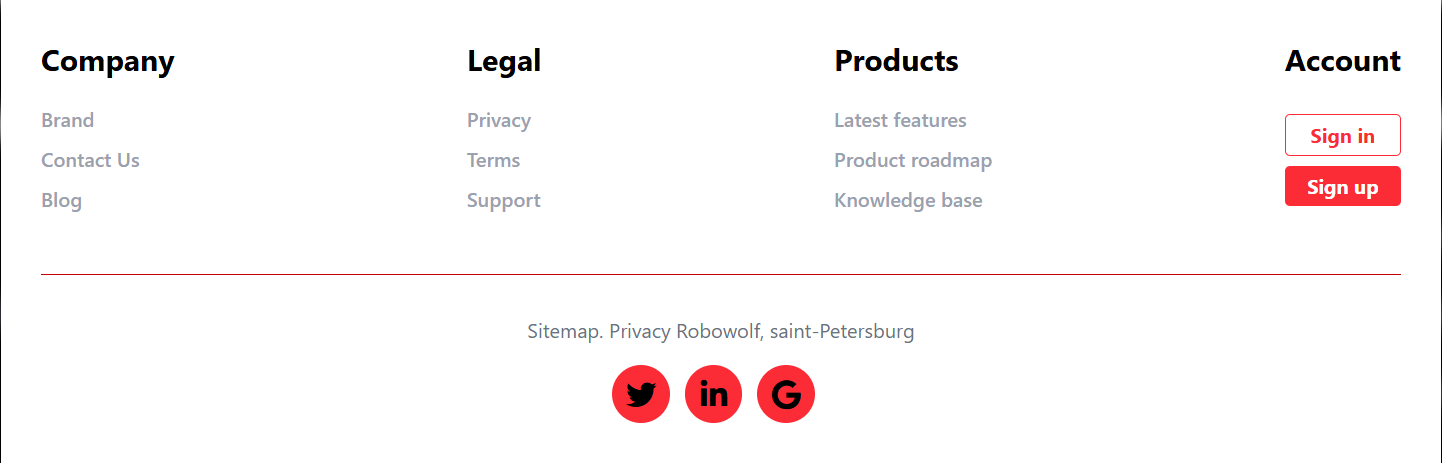 Company
Brand
Contact Us
Blog
Legal
Privacy
Terms
Support
Products
Latest features
Product roadmap
Knowledge base
Account
Sign in
Sign up
Sitemap. Privacy Robowolf, saint-Petersburg